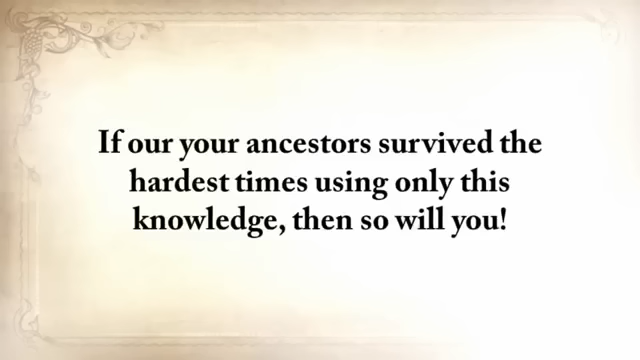 If our your ancestors survived the
hardest times using only this
knowledge, then so will you!